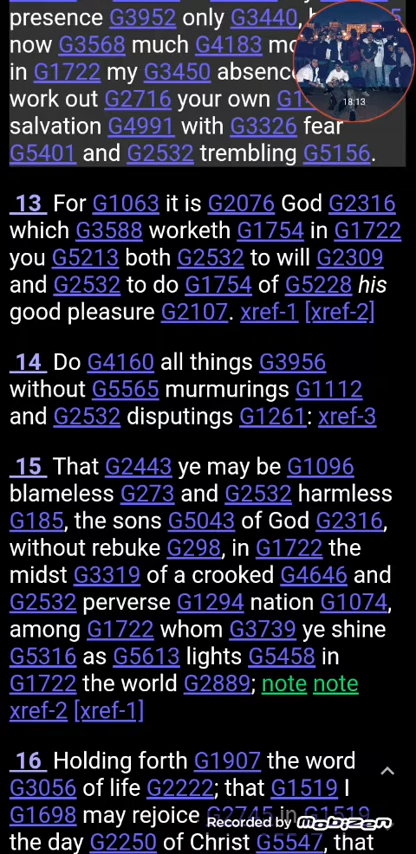 presence G3952 only G3440,
now G3568 much G4183
in G1722 my G3450 absence
work out G2716 your own
salvation G4991 with G3326 fear
G5401 and G2532 trembling G5156.
18:13
13 For G1063 it is G2076 God G2316
which G3588 worketh G1754 in G1722
you G5213 both G2532 to will G2309
and G2532 to do G1754 of G5228 his
good pleasure G2107. xref-1 [xref-2]
14 Do G4160 all things G3956
without G5565 murmurings G1112
and G2532 disputings G1261: xref-3
15 That G2443 ye may be G1096
blameless G273 and G2532 harmless
G185, the sons G5043 of God G2316,
without rebuke G298, in G1722 the
midst G3319 of a crooked G4646 and
G2532 perverse G1294 nation G1074,
among G1722 whom G3739 ye shine
G5316 as G5613 lights G5458 in
G1722 the world G2889; note note
xref-2 [xref-1]
16 Holding forth G1907 the word
G3056 of life G2222; that G1519 I
G1698 may rejoice G2745 in G1519
Recorded by Mobizen
the day G2250 of Christ G5547, that